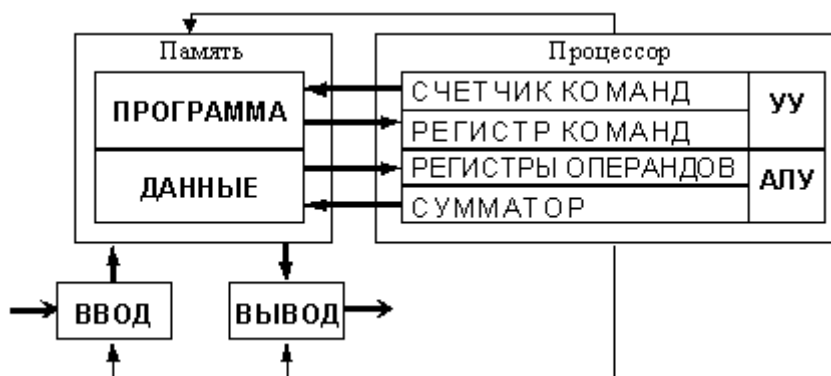 Память
ПРОГРАММА
ДАННЫЕ
Процессор
СЧЕТЧИК КОМАНД
РЕГИСТР КОМАНД
УУ
РЕГИСТРЫ ОПЕРАНДОВ
СУММАТОР
АЛУ
ВВОД
ВЫВОД